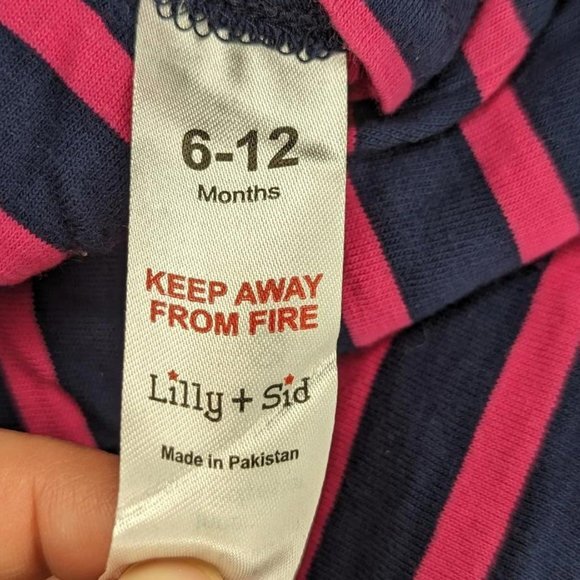 6-12
Months
KEEP AWAY
FROM FIRE
Lilly + Sid
Made in Pakistan